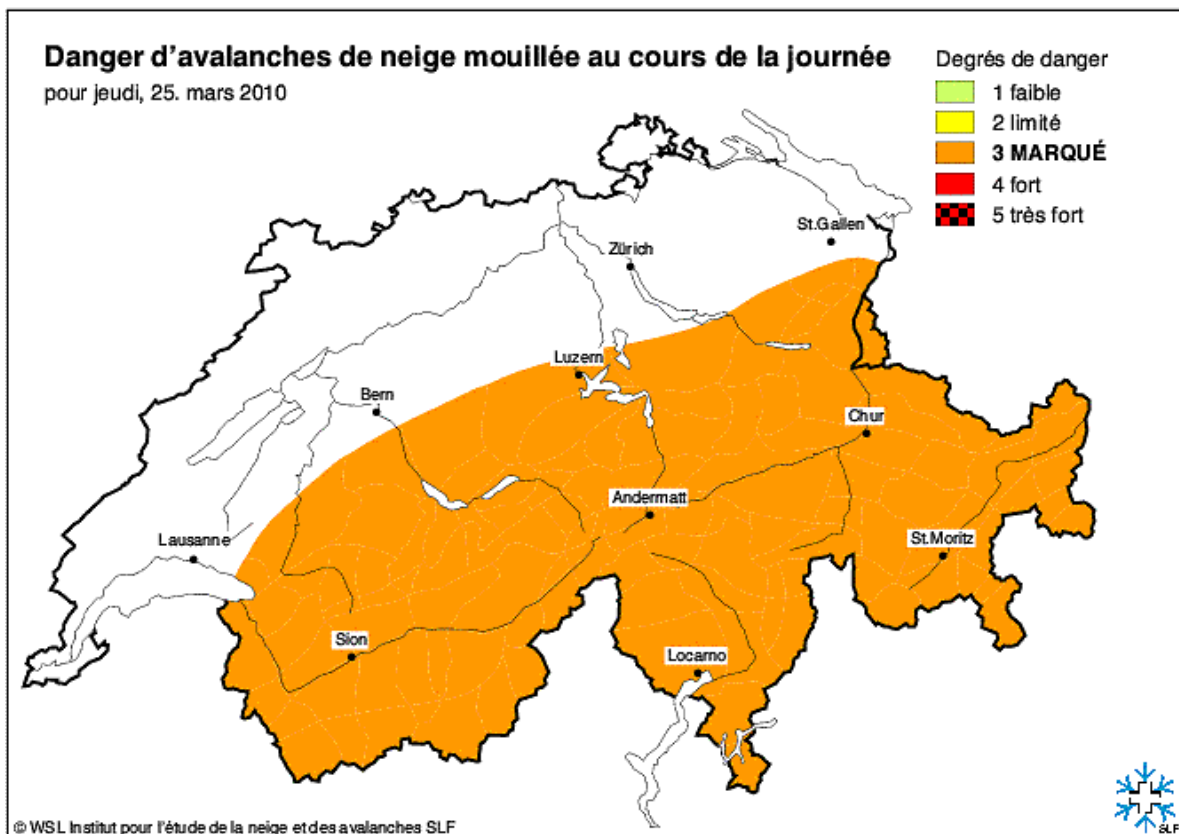 Danger d'avalanches de neige mouillée au cours de la journée
pour jeudi, 25. mars 2010
Degrés de danger
1 faible
2 limité
3 MARQUÉ
4 fort
5 très fort
St.Gallen
Zürich
Luzern
Bern
Chur
Andermatt
Lausanne
St.Moritz
Sion
Locarno
© WSL Institut pour l'étude de la neige et des avalanches SLF
SLF